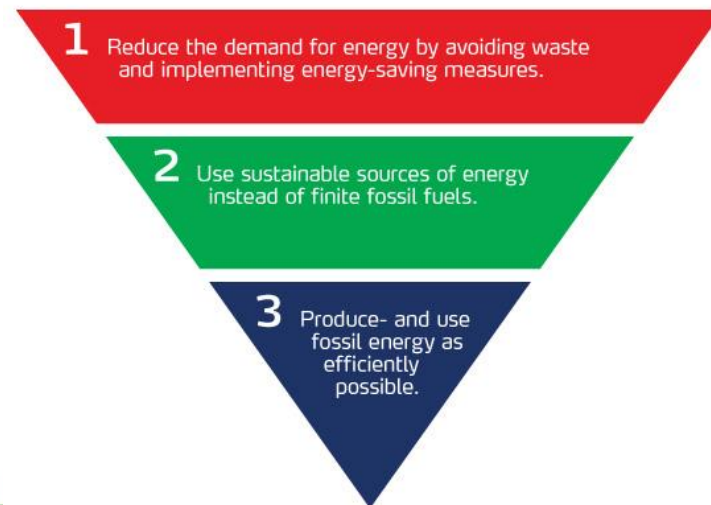 1 Reduce the demand for energy by avoiding waste
and implementing energy-saving measures.
2 Use sustainable sources of energy
instead of finite fossil fuels.
3 Produce- and use
fossil energy as
efficiently
possible.